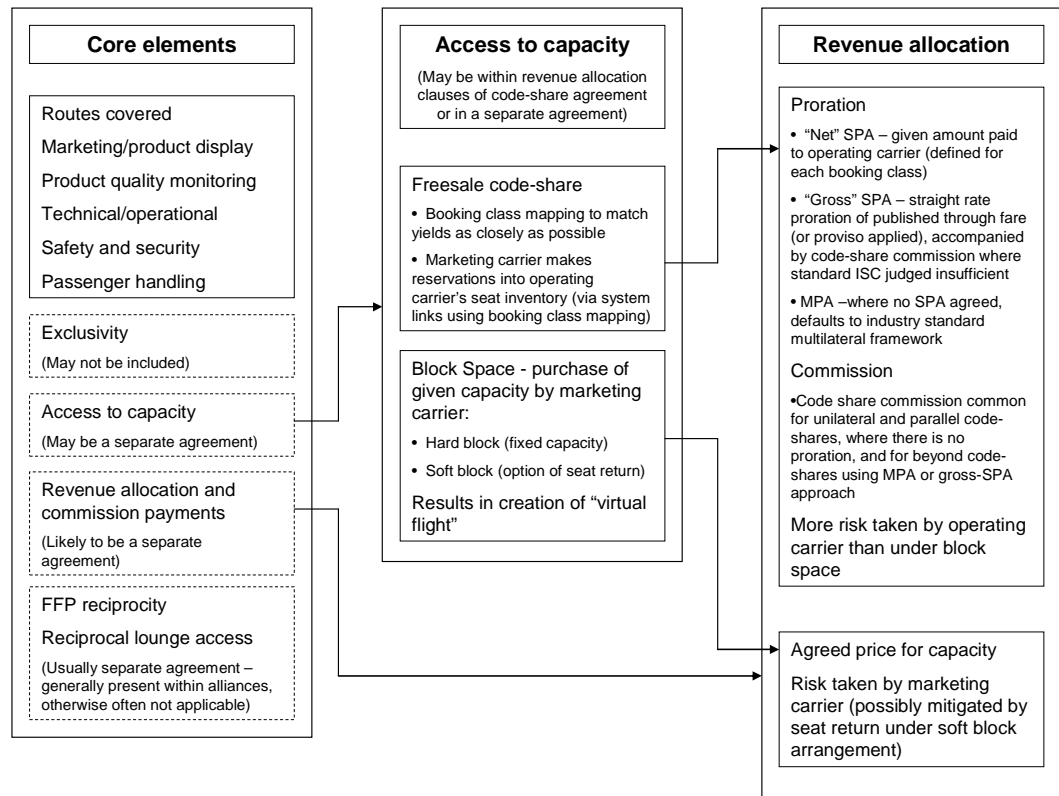 Core elements
Routes covered
Marketing/product display
Product quality monitoring
Technical/operational
Safety and security
Passenger handling
Exclusivity
(May not be included)
Access to capacity
(May be a separate agreement)
Revenue allocation and
commission payments
(Likely to be a separate
agreement)
FFP reciprocity
Reciprocal lounge access
(Usually separate agreement –
generally present within alliances,
otherwise often not applicable)
Access to capacity
(May be within revenue allocation
clauses of code-share agreement
or in a separate agreement)
Freesale code-share
• Booking class mapping to match
yields as closely as possible
• Marketing carrier makes
reservations into operating
carrier's seat inventory (via system
links using booking class mapping)
Block Space - purchase of
given capacity by marketing
carrier:
• Hard block (fixed capacity)
• Soft block (option of seat return)
Results in creation of “virtual
flight”
Revenue allocation
Proration
• “Net” SPA – given amount paid
to operating carrier (defined for
each booking class)
• “Gross” SPA – straight rate
proration of published through fare
(or proviso applied), accompanied
by code-share commission where
standard ISC judged insufficient
• MPA –where no SPA agreed,
defaults to industry standard
multilateral framework
Commission
•Code share commission common
for unilateral and parallel code-
shares, where there is no
proration, and for beyond code-
shares using MPA or gross-SPA
approach
More risk taken by operating
carrier than under block
space
Agreed price for capacity
Risk taken by marketing
carrier (possibly mitigated by
seat return under soft block
arrangement)